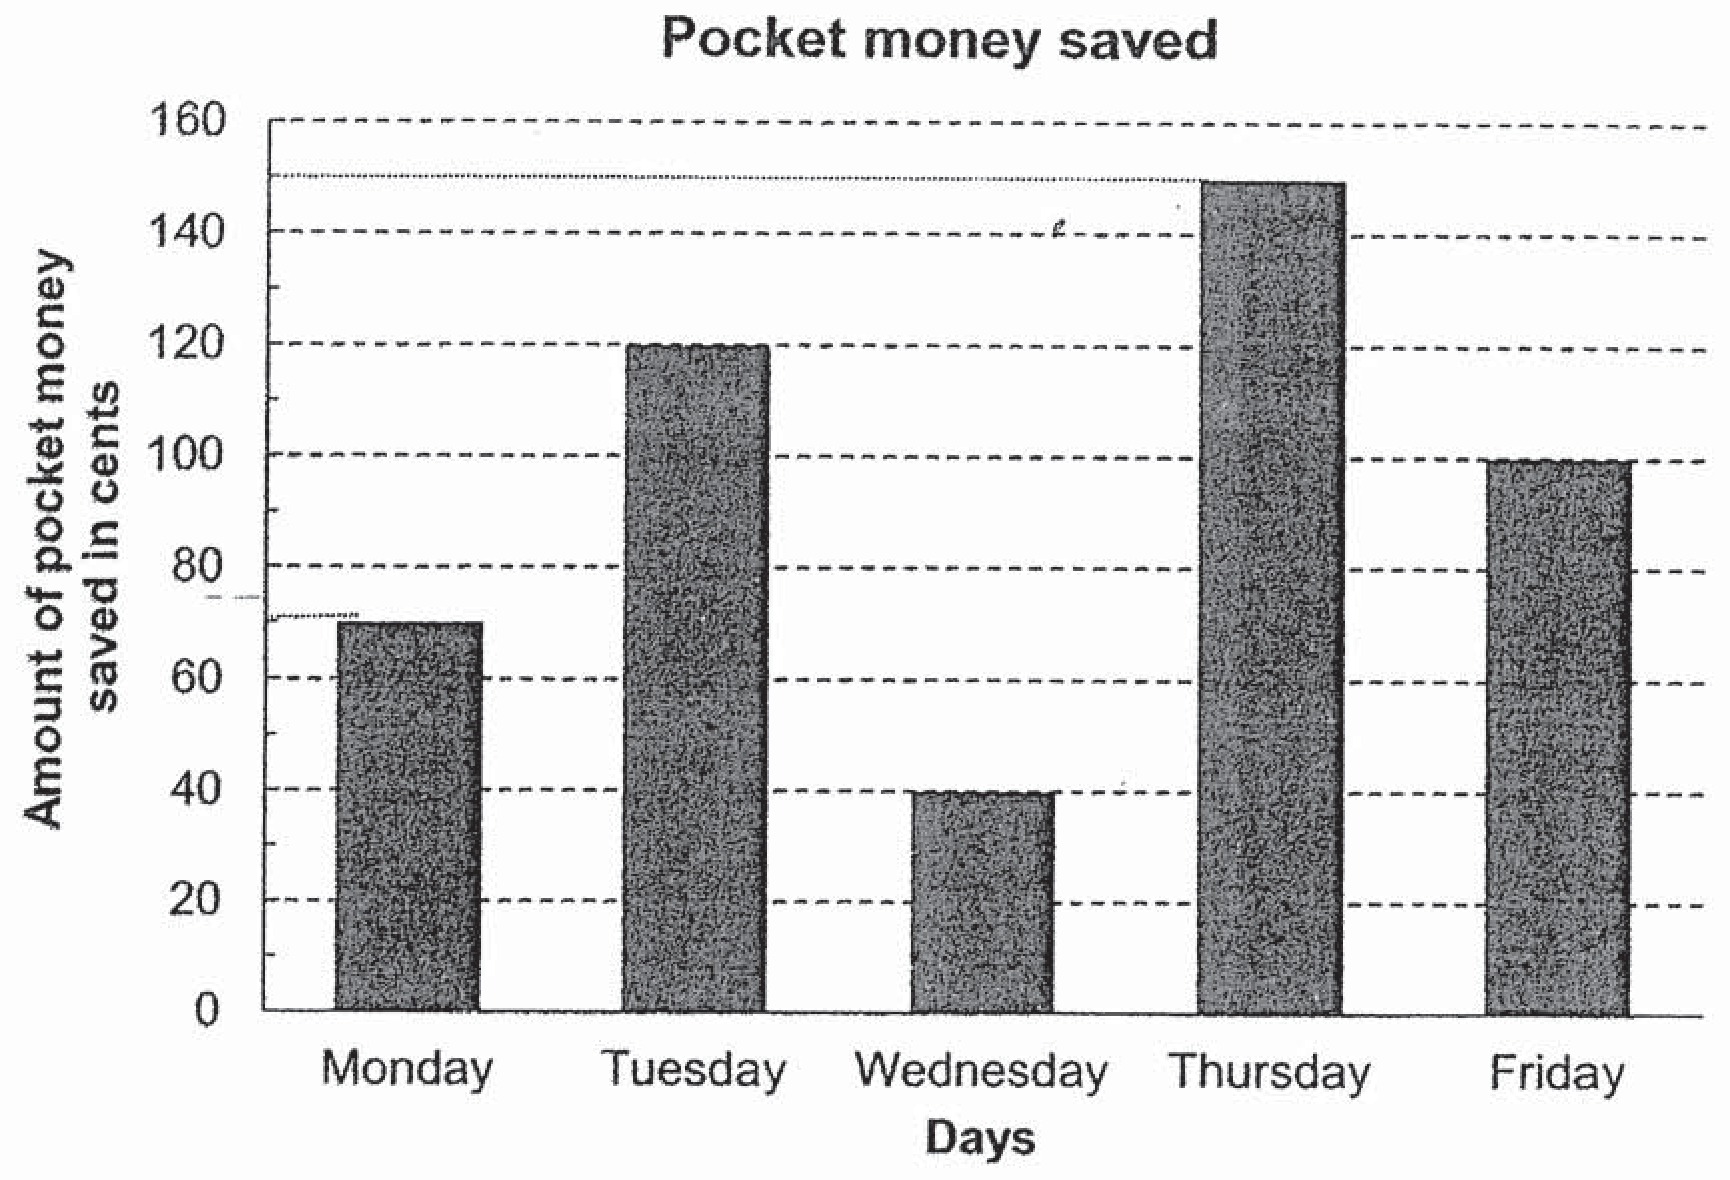 Pocket money saved
160
140
120
100
80
60
40
20
0
Amount of pocket money
saved in cents
Monday Tuesday Wednesday Thursday Friday
Days